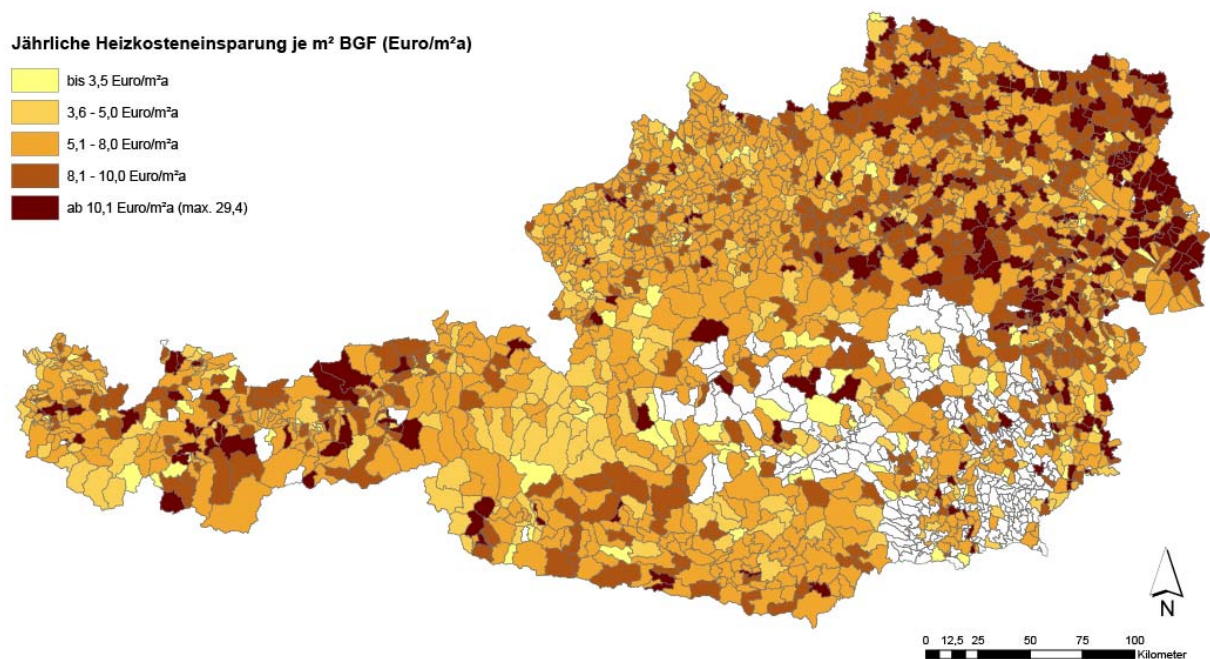 Jährliche Heizkosteneinsparung je m² BGF (Euro/m²a)
bis 3,5 Euro/m²a
3,6 - 5,0 Euro/m²a
5,1 - 8,0 Euro/m²a
8,1 - 10,0 Euro/m²a
ab 10,1 Euro/m²a (max. 29,4)
N
0 12,5 25 50 75 100
Kilometer